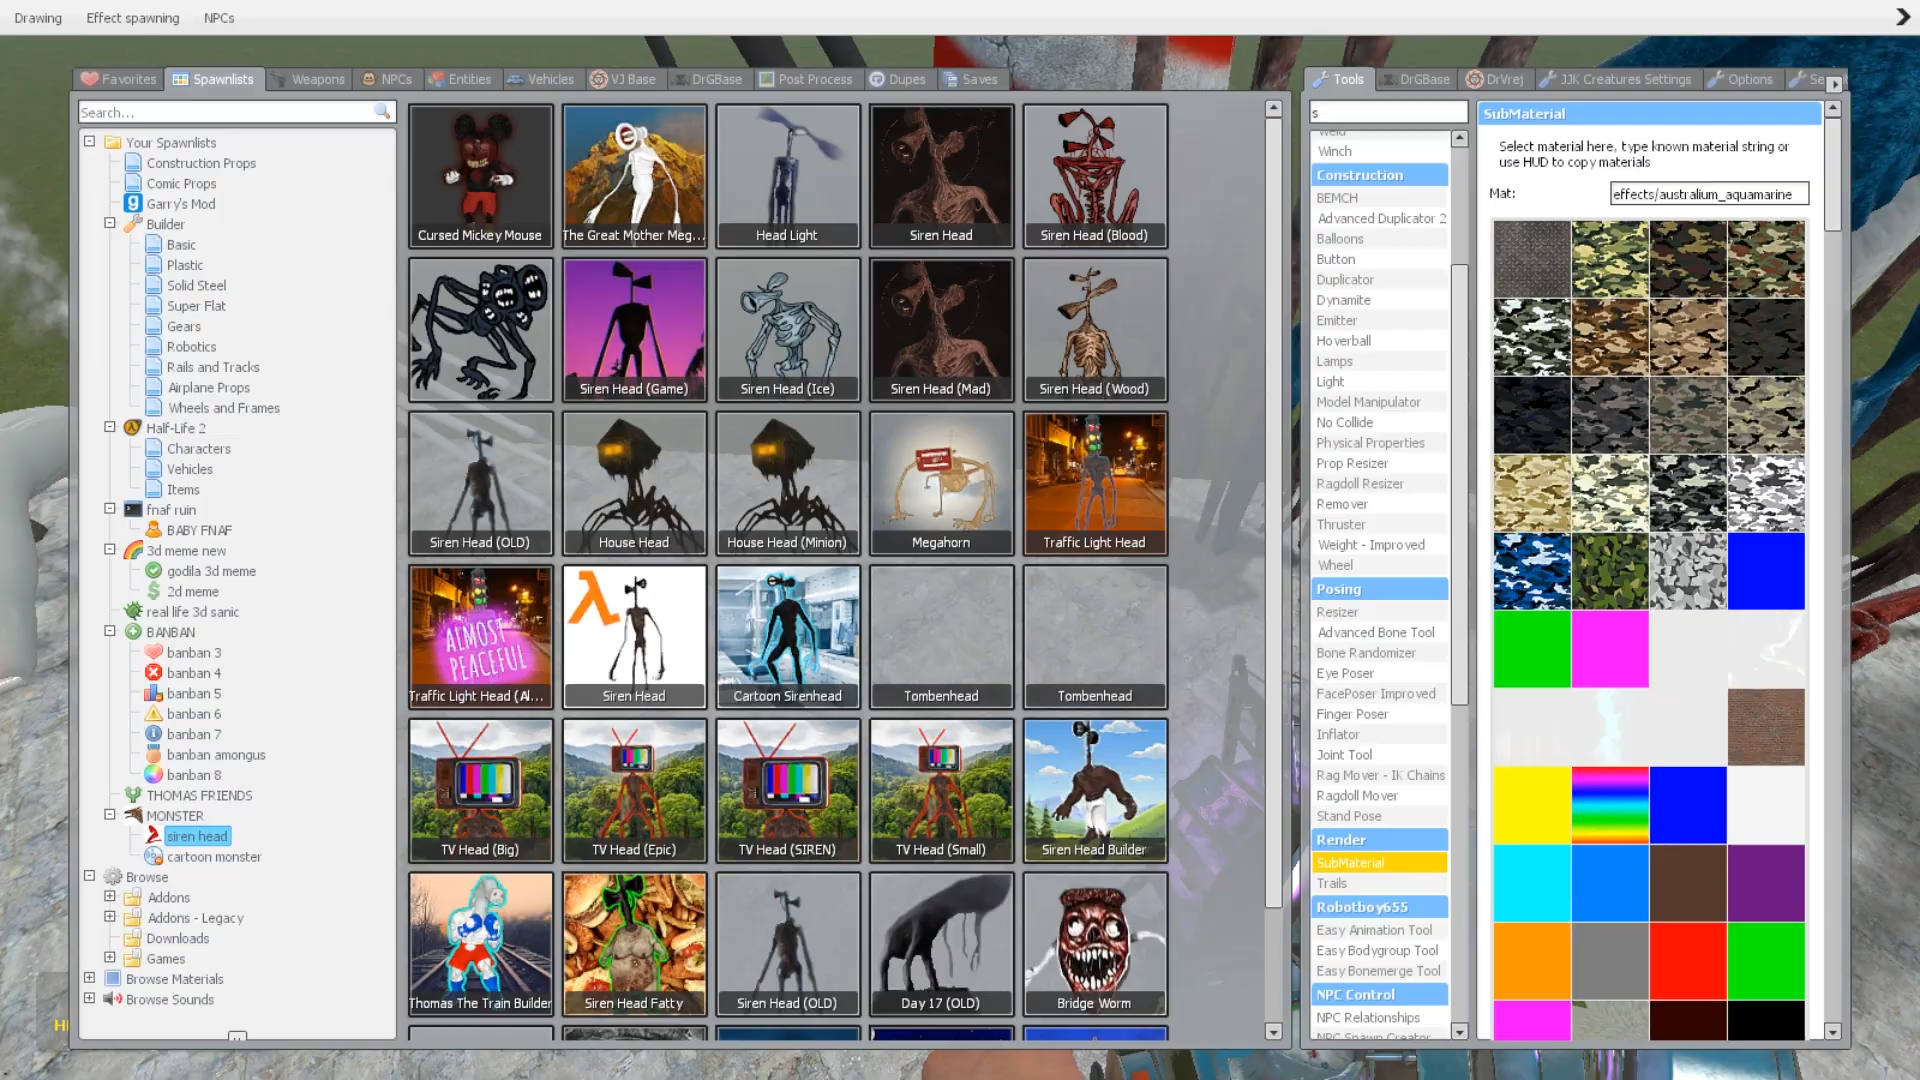 Drawing Effect spawning NPCs
Favorites Spawnlists Weapons NPCs Entities Vehicles VJ Base DrGBase Post Process Dupes Saves
Search...
Your Spawnlists
Construction Props
Comic Props
Garry's Mod
Builder
Basic
Plastic
Solid Steel
Super Flat
Gears
Robotics
Rails and Tracks
Airplane Props
Wheels and Frames
Half-Life 2
Characters
Vehicles
Items
fnaf ruin
BABY FNAF
3d meme new
godila 3d meme
2d meme
real life 3d sanic
BANBAN
banban 3
banban 4
banban 5
banban 6
banban 7
banban amongus
banban 8
THOMAS FRIENDS
MONSTER
siren head
cartoon monster
Browse
Addons
Addons - Legacy
Downloads
Games
Browse Materials
Browse Sounds
Cursed Mickey Mouse The Great Mother Meg... Head Light Siren Head Siren Head (Blood)
Siren Head (Game) Siren Head (Ice) Siren Head (Mad) Siren Head (Wood)
Siren Head (OLD) House Head House Head (Minion) Megahorn Traffic Light Head
ALMOST
PEACEFUL
Traffic Light Head (Al... Siren Head Cartoon Sirenhead Tombenhead Tombenhead
TV Head (Big) TV Head (Epic) TV Head (SIREN) TV Head (Small) Siren Head Builder
Thomas The Train Builder Siren Head Fatty Siren Head (OLD) Day 17 (OLD) Bridge Worm
Tools DrGBase DrVrej JJK Creatures Settings Options Se
s
Weld
Winch
Construction
BEMCH
Advanced Duplicator 2
Balloons
Button
Duplicator
Dynamite
Emitter
Hoverball
Lamps
Light
Model Manipulator
No Collide
Physical Properties
Prop Resizer
Ragdoll Resizer
Remover
Thruster
Weight - Improved
Wheel
Posing
Resizer
Advanced Bone Tool
Bone Randomizer
Eye Poser
FacePoser Improved
Finger Poser
Inflator
Joint Tool
Rag Mover - IK Chains
Ragdoll Mover
Stand Pose
Render
SubMaterial
Trails
Robotboy655
Easy Animation Tool
Easy Bodygroup Tool
Easy Bonemerge Tool
NPC Control
NPC Relationships
NPC Spawn Creator
SubMaterial
Select material here, type known material string or
use HUD to copy materials
Mat: effects/australium_aquamarine